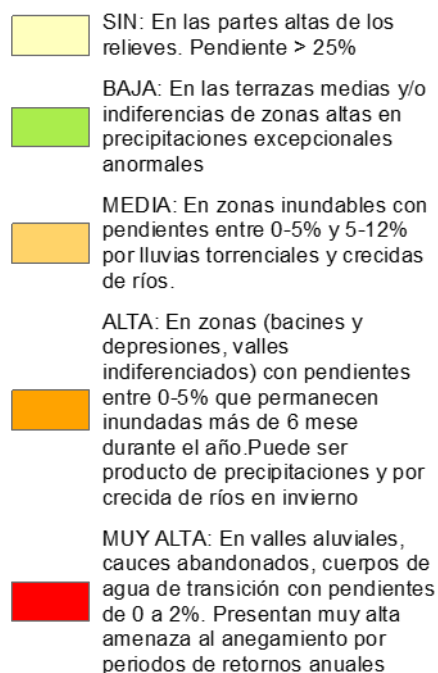 SIN: En las partes altas de los
relieves. Pendiente > 25%
BAJA: En las terrazas medias y/o
indiferencias de zonas altas en
precipitaciones excepcionales
anormales
MEDIA: En zonas inundables con
pendientes entre 0-5% y 5-12%
por lluvias torrenciales y crecidas
de ríos.
ALTA: En zonas (bacines y
depresiones, valles
indiferenciados) con pendientes
entre 0-5% que permanecen
inundadas más de 6 mese
durante el año.Puede ser
producto de precipitaciones y por
crecida de ríos en invierno
MUY ALTA: En valles aluviales,
cauces abandonados, cuerpos de
agua de transición con pendientes
de 0 a 2%. Presentan muy alta
amenaza al anegamiento por
periodos de retornos anuales